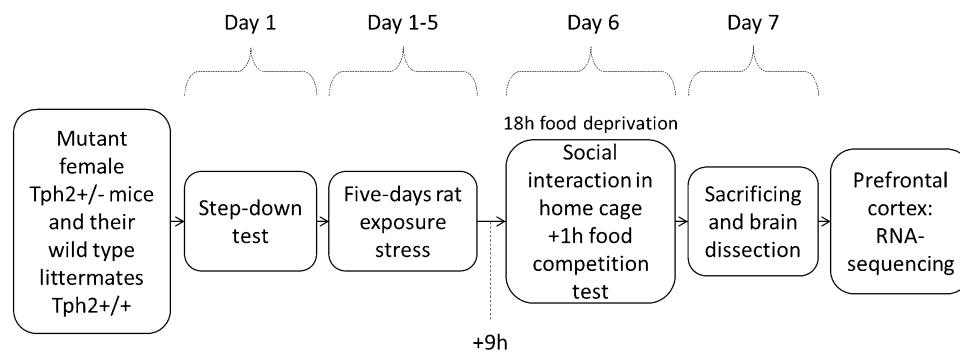 Day 1
Day 1-5
Day 6
Day 7
Mutant
female
Tph2+/- mice
and their
wild type
littermates
Tph2+/+
Step-down
test
Five-days rat
exposure
stress
+9h
18h food deprivation
Social
interaction in
home cage
+1h food
competition
test
Sacrificing
and brain
dissection
Prefrontal
cortex:
RNA-
sequencing